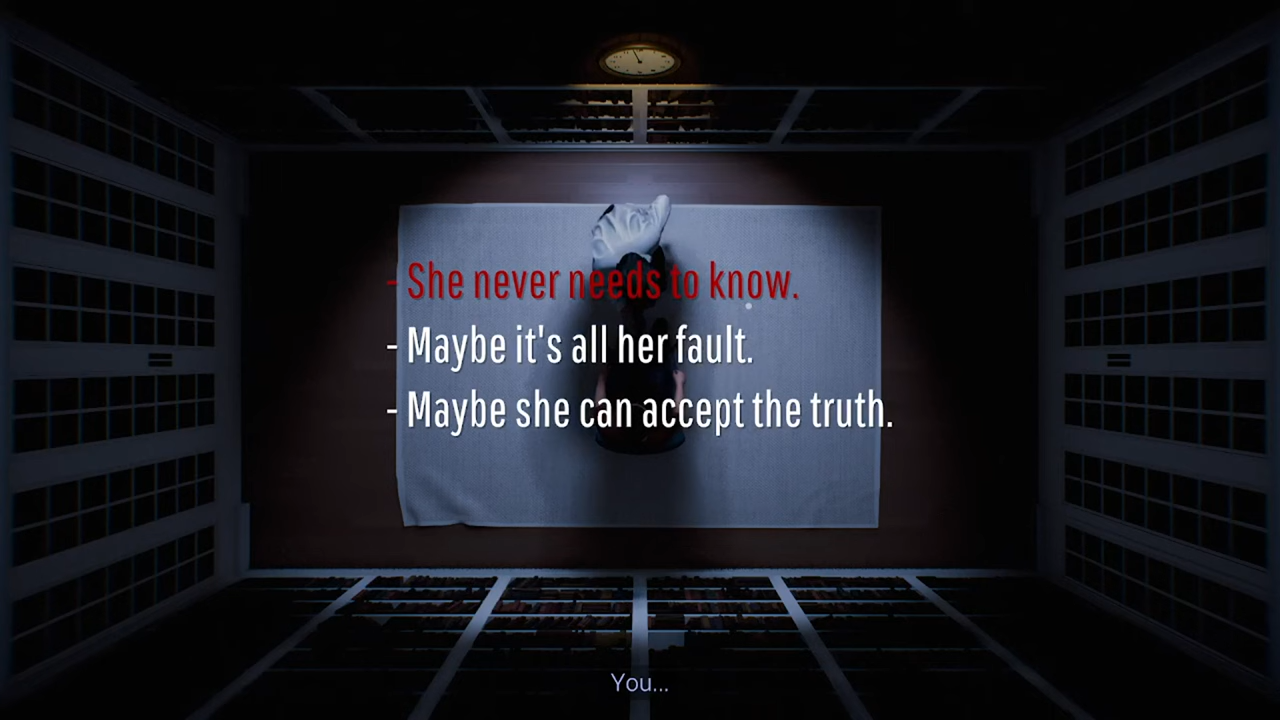 - She never needs to know.
- Maybe it's all her fault.
- Maybe she can accept the truth.
You...